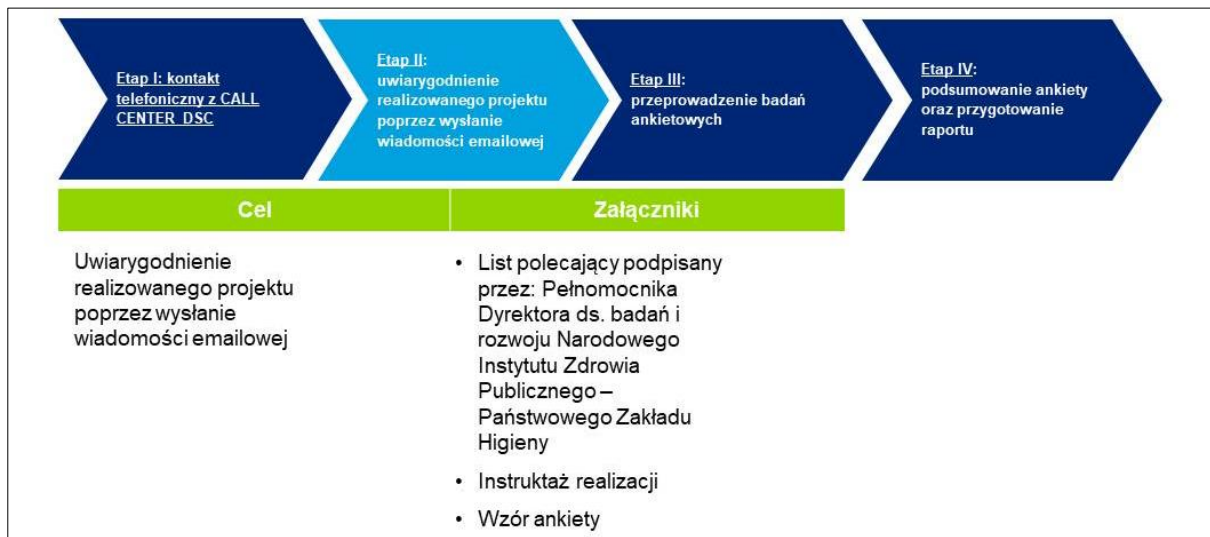 Etap I: kontakt
telefoniczny z CALL
CENTER DSC
Etap II:
uwiarygodnienie
realizowanego projektu
poprzez wysłanie
wiadomości emailowej
Etap III:
przeprowadzenie badań
ankietowych
Etap IV:
podsumowanie ankiety
oraz przygotowanie
raportu
Cel
Załączniki
Uwiarygodnienie
realizowanego projektu
poprzez wysłanie
wiadomości emailowej
• List polecający podpisany
przez: Pełnomocnika
Dyrektora ds. badań i
rozwoju Narodowego
Instytutu Zdrowia
Publicznego –
Państwowego Zakładu
Higieny
• Instruktaż realizacji
• Wzór ankiety